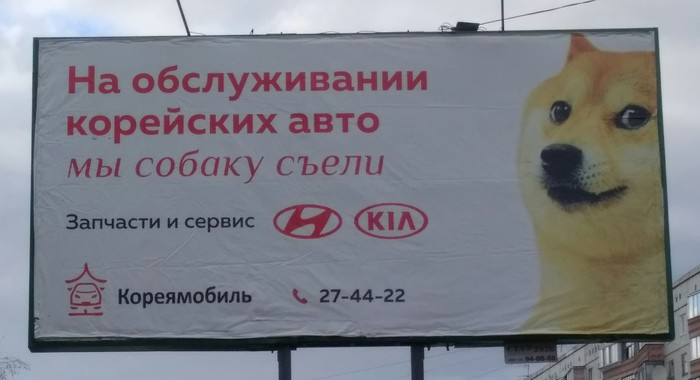 На обслуживании
корейских авто
мы собаку съели
Запчасти и сервис
KIA
Кореямобиль
27-44-22